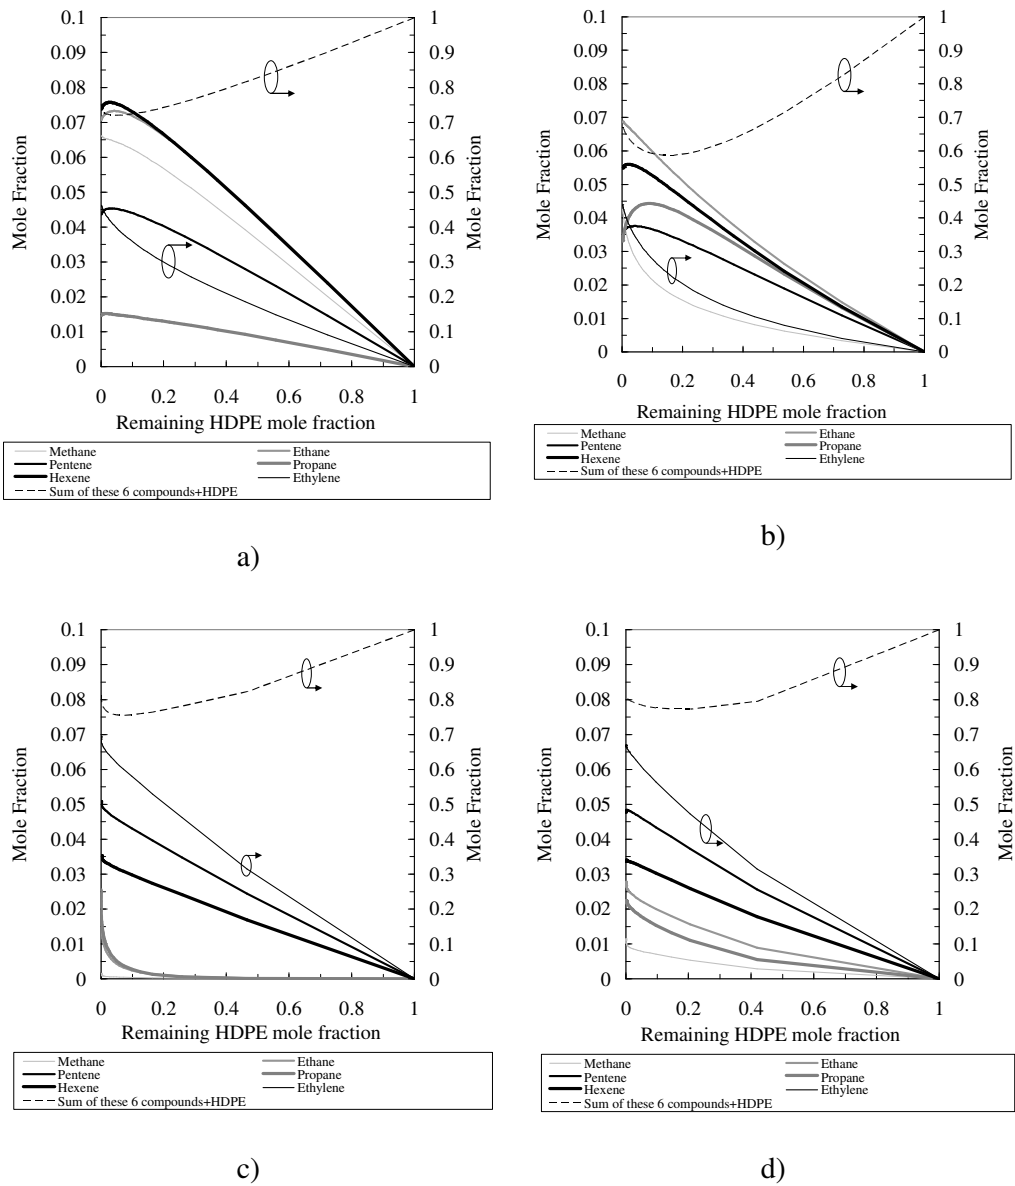 0.1
0.09
0.08
0.07
0.06
0.05
0.04
0.03
0.02
0.01
0
Mole Fraction
1
0.9
0.8
0.7
0.6
0.5
0.4
0.3
0.2
0.1
0
Mole Fraction
0 0.2 0.4 0.6 0.8 1
Remaining HDPE mole fraction
Methane Ethane
Pentene Propane
Hexene Ethylene
Sum of these 6 compounds+HDPE
a)
0.1
0.09
0.08
0.07
0.06
0.05
0.04
0.03
0.02
0.01
0
Mole Fraction
1
0.9
0.8
0.7
0.6
0.5
0.4
0.3
0.2
0.1
0
Mole Fraction
0 0.2 0.4 0.6 0.8 1
Remaining HDPE mole fraction
Methane Ethane
Pentene Propane
Hexene Ethylene
Sum of these 6 compounds+HDPE
b)
0.1
0.09
0.08
0.07
0.06
0.05
0.04
0.03
0.02
0.01
0
Mole Fraction
1
0.9
0.8
0.7
0.6
0.5
0.4
0.3
0.2
0.1
0
Mole Fraction
0 0.2 0.4 0.6 0.8 1
Remaining HDPE mole fraction
Methane Ethane
Pentene Propane
Hexene Ethylene
Sum of these 6 compounds+HDPE
c)
0.1
0.09
0.08
0.07
0.06
0.05
0.04
0.03
0.02
0.01
0
Mole Fraction
1
0.9
0.8
0.7
0.6
0.5
0.4
0.3
0.2
0.1
0
Mole Fraction
0 0.2 0.4 0.6 0.8 1
Remaining HDPE mole fraction
Methane Ethane
Pentene Propane
Hexene Ethylene
Sum of these 6 compounds+HDPE
d)